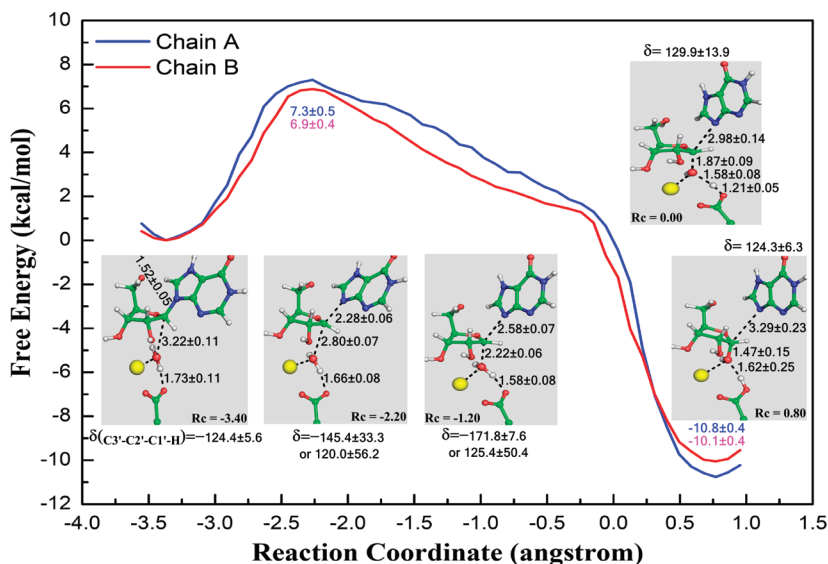 Free Energy (kcal/mol)
10
8
6
4
2
0
-2
-4
-6
-8
-10
-12
Chain A
Chain B
7.3±0.5
6.9±0.4
δ= 129.9±13.9
2.98±0.14
1.87±0.09
1.58±0.08
1.21±0.05
Rc = 0.00
1.52±0.05
3.22±0.11
1.73±0.11
Rc = -3.40
δ(C3'-C2'-C1'-H)=-124.4±5.6
2.28±0.06
2.80±0.07
1.66±0.08
Rc = -2.20
δ=-145.4±33.3
or 120.0±56.2
2.58±0.07
2.22±0.06
1.58±0.08
Rc = -1.20
δ=-171.8±7.6
or 125.4±50.4
δ= 124.3±6.3
3.29±0.23
1.47±0.15
1.62±0.25
Rc = 0.80
-10.8±0.4
-10.1±0.4
-4.0 -3.5 -3.0 -2.5 -2.0 -1.5 -1.0 -0.5 0.0 0.5 1.0 1.5
Reaction Coordinate (angstrom)